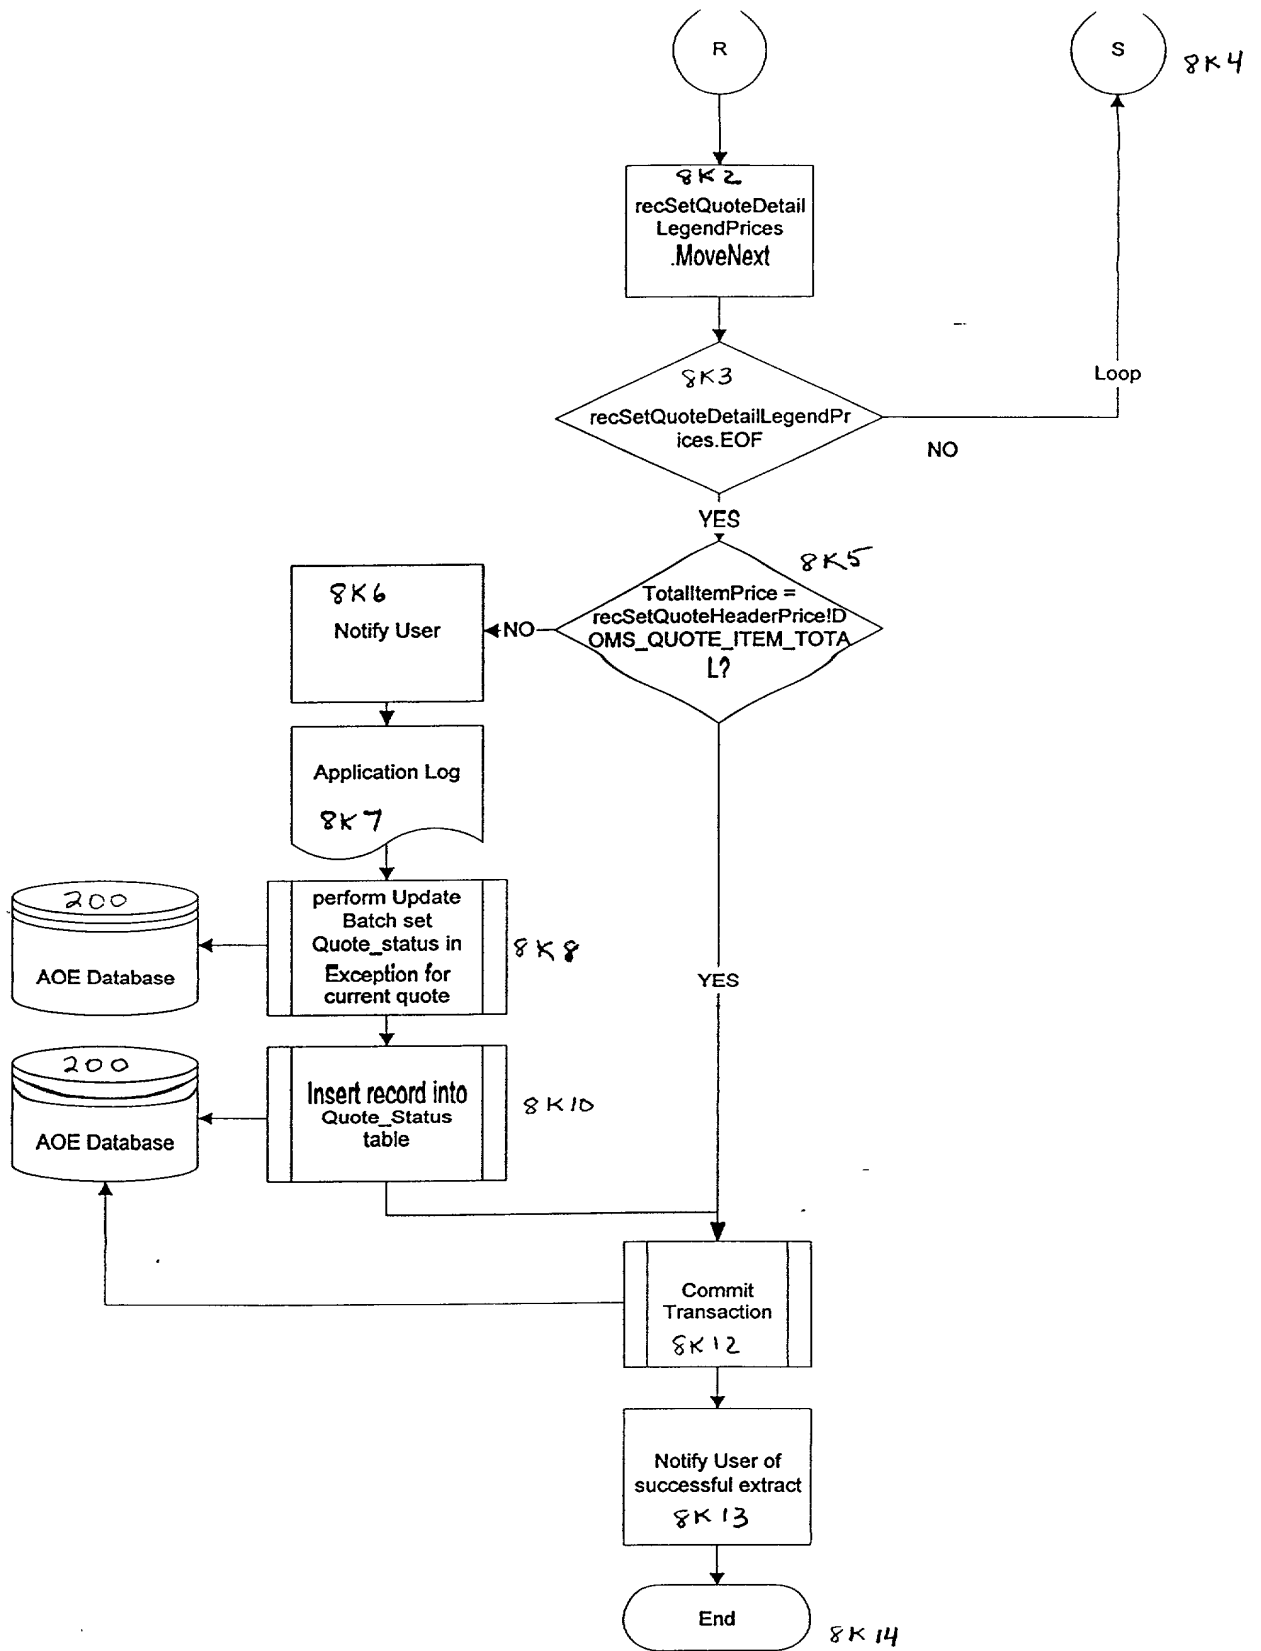 R
S
8K4
8K2
recSetQuoteDetail
LegendPrices
.MoveNext
8K3
recSetQuoteDetailLegendPr
ices.EOF
Loop
NO
YES
8K5
TotalItemPrice =
recSetQuoteHeaderPrice!D
OMS_QUOTE_ITEM_TOTA
L?
NO
8K6
Notify User
Application Log
8K7
200
AOE Database
perform Update
Batch set
Quote_status in
Exception for
current quote
8K8
YES
200
AOE Database
Insert record into
Quote_Status
table
8K10
Commit
Transaction
8K12
Notify User of
successful extract
8K13
End
8K14